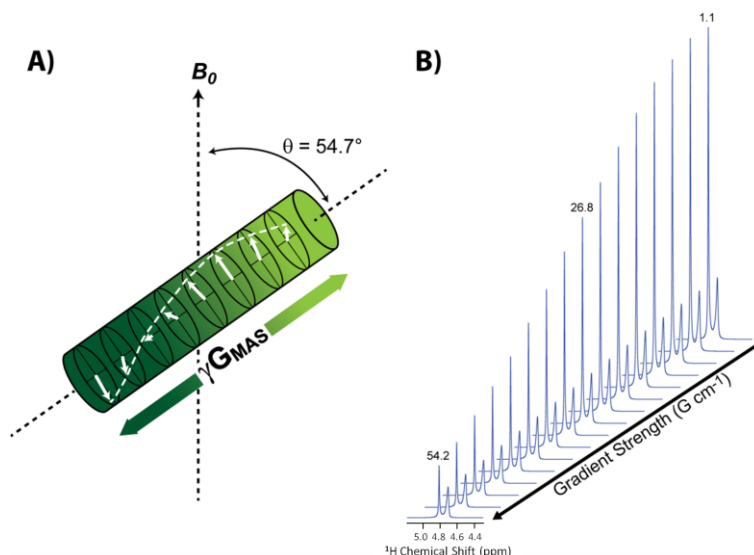 A)
B₀
θ = 54.7°
γG_MAS
B)
1.1
26.8
54.2
Gradient Strength (G cm⁻¹)
5.0 4.8 4.6 4.4
¹H Chemical Shift (ppm)